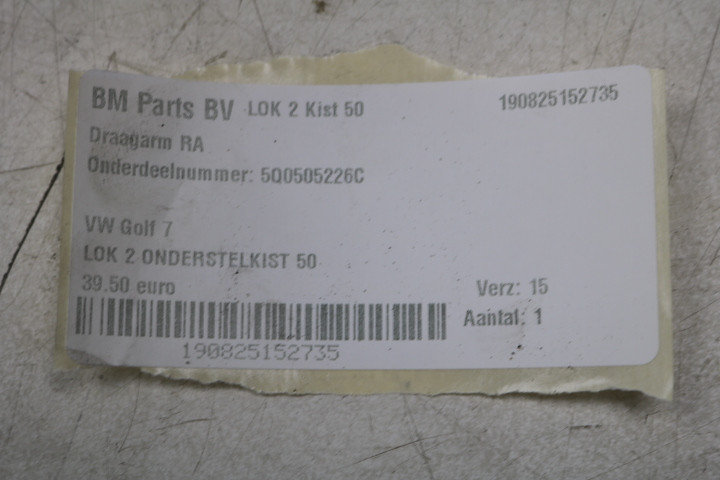 BM Parts BV LOK 2 Kist 50 190825152735
Draagarm RA
Onderdeelnummer: 5Q0505226C
VW Golf 7
LOK 2 ONDERSTELKIST 50
39.50 euro Verz: 15
Aantal: 1
190825152735